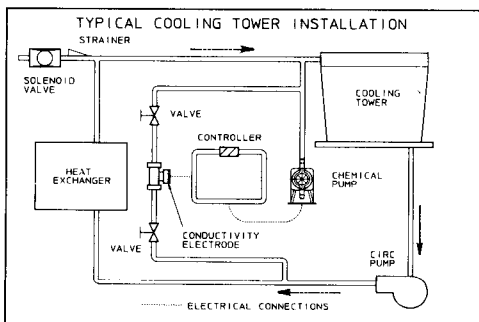 TYPICAL COOLING TOWER INSTALLATION
STRAINER
SOLENOID
VALVE
VALVE
COOLING
TOWER
CONTROLLER
HEAT
EXCHANGER
CHEMICAL
PUMP
CONDUCTIVITY
ELECTRODE
VALVE
CIRC
PUMP
ELECTRICAL CONNECTIONS